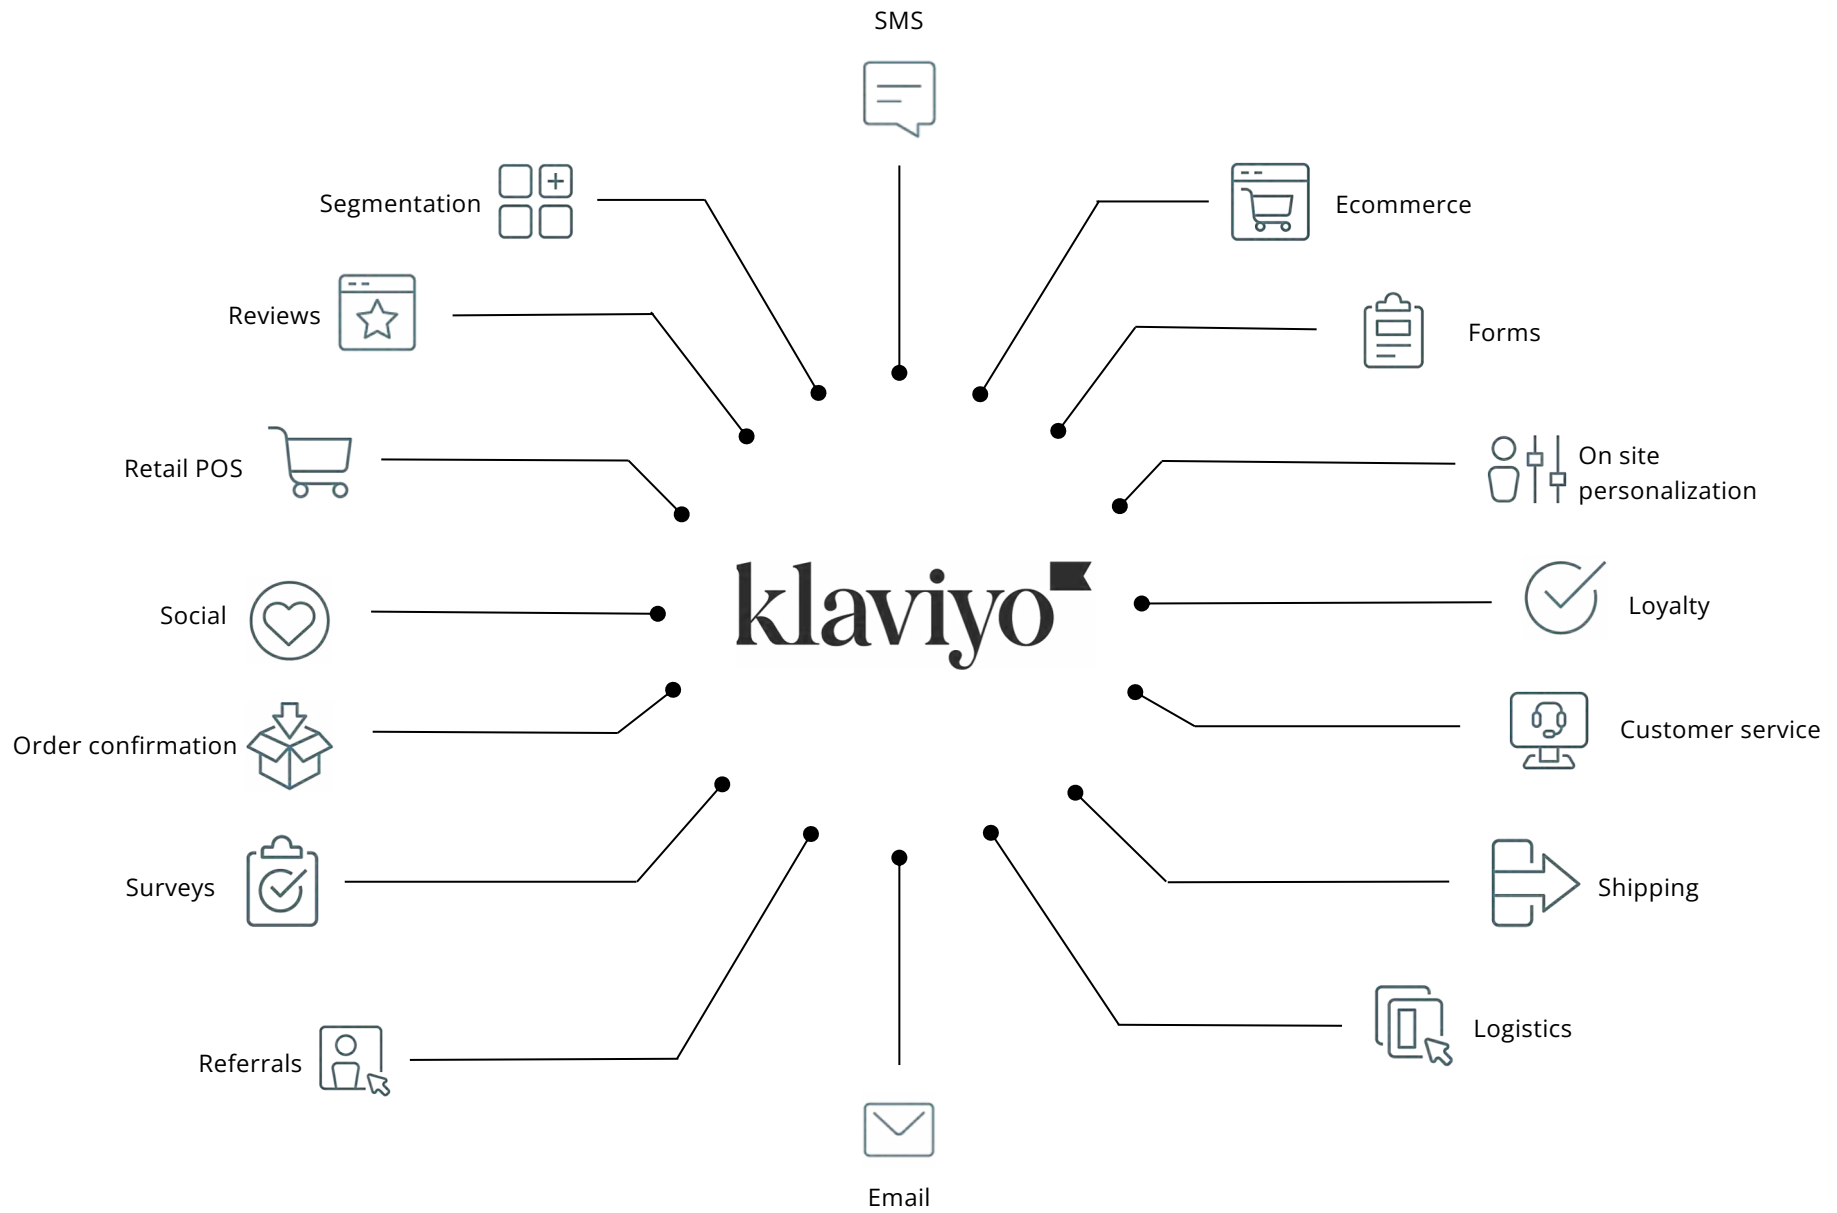 SMS
Segmentation
Ecommerce
Reviews
Forms
Retail POS
On site
personalization
klaviyo
Social
Loyalty
Order confirmation
Customer service
Surveys
Shipping
Referrals
Logistics
Email